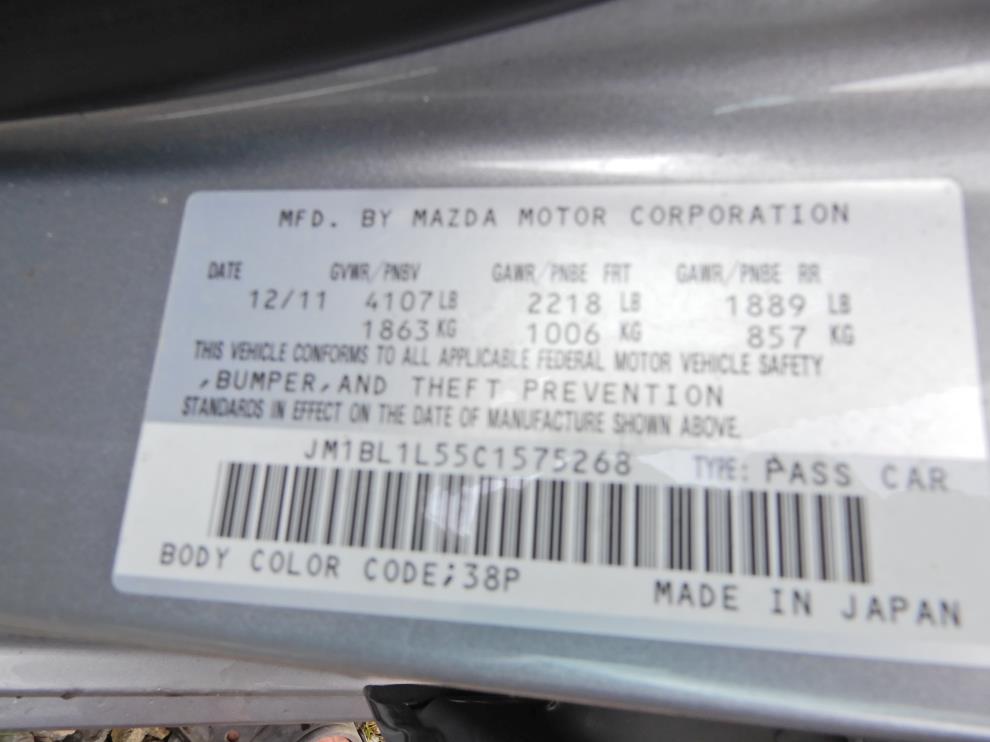 MFD. BY MAZDA MOTOR CORPORATION
DATE GVWR/PNBV GAWR/PNBE FRT GAWR/PNBE RR
12/11 4107 LB 2218 LB 1889 LB
1863 KG 1006 KG 857 KG
THIS VEHICLE CONFORMS TO ALL APPLICABLE FEDERAL MOTOR VEHICLE SAFETY
,BUMPER,AND THEFT PREVENTION
STANDARDS IN EFFECT ON THE DATE OF MANUFACTURE SHOWN ABOVE.
JM1BL1L55C1575268 TYPE: PASS CAR
BODY COLOR CODE;38P MADE IN JAPAN